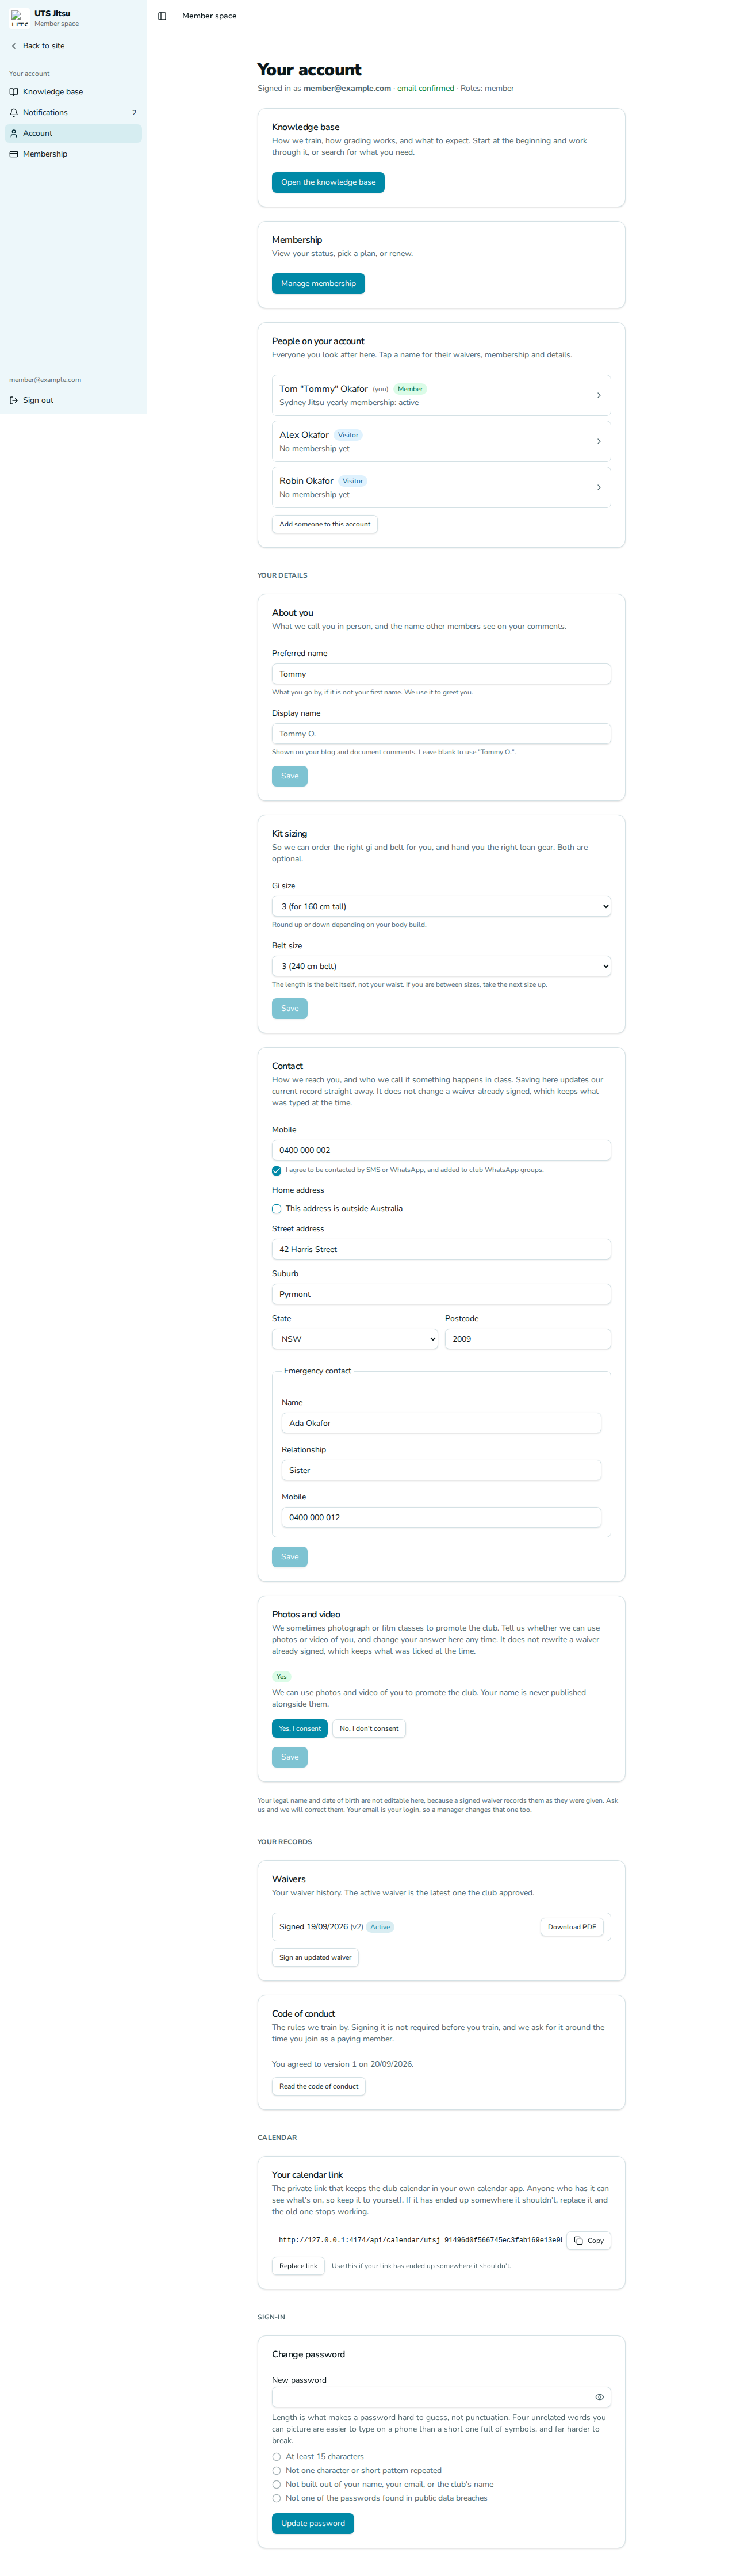 UTS Jitsu
Member space
Back to site
Your account
Knowledge base
Notifications 2
Account
Membership
member@example.com
Sign out
Member space
Your account
Signed in as member@example.com · email confirmed · Roles: member
Knowledge base
How we train, how grading works, and what to expect. Start at the beginning and work
through it, or search for what you need.
Open the knowledge base
Membership
View your status, pick a plan, or renew.
Manage membership
People on your account
Everyone you look after here. Tap a name for their waivers, membership and details.
Tom "Tommy" Okafor (you) Member
Sydney Jitsu yearly membership: active
Alex Okafor Visitor
No membership yet
Robin Okafor Visitor
No membership yet
Add someone to this account
YOUR DETAILS
About you
What we call you in person, and the name other members see on your comments.
Preferred name
Tommy
What you go by, if it is not your first name. We use it to greet you.
Display name
Tommy O.
Shown on your blog and document comments. Leave blank to use "Tommy O.".
Save
Kit sizing
So we can order the right gi and belt for you, and hand you the right loan gear. Both are
optional.
Gi size
3 (for 160 cm tall)
Round up or down depending on your body build.
Belt size
3 (240 cm belt)
The length is the belt itself, not your waist. If you are between sizes, take the next size up.
Save
Contact
How we reach you, and who we call if something happens in class. Saving here updates our
current record straight away. It does not change a waiver already signed, which keeps what
was typed at the time.
Mobile
0400 000 002
I agree to be contacted by SMS or WhatsApp, and added to club WhatsApp groups.
Home address
This address is outside Australia
Street address
42 Harris Street
Suburb
Pyrmont
State Postcode
NSW 2009
Emergency contact
Name
Ada Okafor
Relationship
Sister
Mobile
0400 000 012
Save
Photos and video
We sometimes photograph or film classes to promote the club. Tell us whether we can use
photos or video of you, and change your answer here any time. It does not rewrite a waiver
already signed, which keeps what was ticked at the time.
Yes
We can use photos and video of you to promote the club. Your name is never published
alongside them.
Yes, I consent No, I don't consent
Save
Your legal name and date of birth are not editable here, because a signed waiver records them as they were given. Ask
us and we will correct them. Your email is your login, so a manager changes that one too.
YOUR RECORDS
Waivers
Your waiver history. The active waiver is the latest one the club approved.
Signed 19/09/2026 (v2) Active Download PDF
Sign an updated waiver
Code of conduct
The rules we train by. Signing it is not required before you train, and we ask for it around the
time you join as a paying member.
You agreed to version 1 on 20/09/2026.
Read the code of conduct
CALENDAR
Your calendar link
The private link that keeps the club calendar in your own calendar app. Anyone who has it can
see what's on, so keep it to yourself. If it has ended up somewhere it shouldn't, replace it and
the old one stops working.
http://127.0.0.1:4174/api/calendar/utsj_91496d0f566745ec3fab169e13e9 Copy
Replace link Use this if your link has ended up somewhere it shouldn't.
SIGN-IN
Change password
New password
Length is what makes a password hard to guess, not punctuation. Four unrelated words you
can picture are easier to type on a phone than a short one full of symbols, and far harder to
break.
At least 15 characters
Not one character or short pattern repeated
Not built out of your name, your email, or the club's name
Not one of the passwords found in public data breaches
Update password